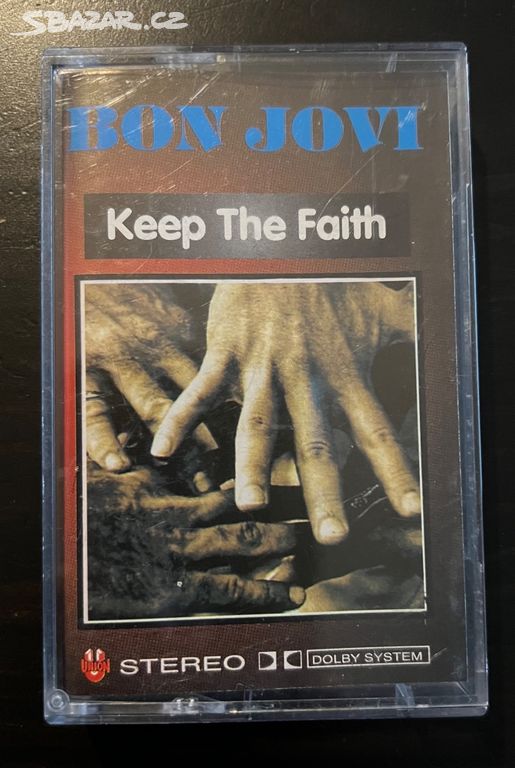 SBAZAR.CZ
BON JOVI
Keep The Faith
UNION STEREO DOLBY SYSTEM